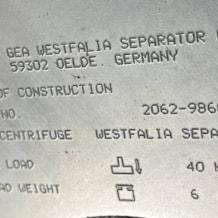 GEA WESTFALIA SEPARATOR
59302 OELDE. GERMANY
OF CONSTRUCTION
NO. 2062-986
CENTRIFUGE WESTFALIA SEPA
LOAD 40
AD WEIGHT 6